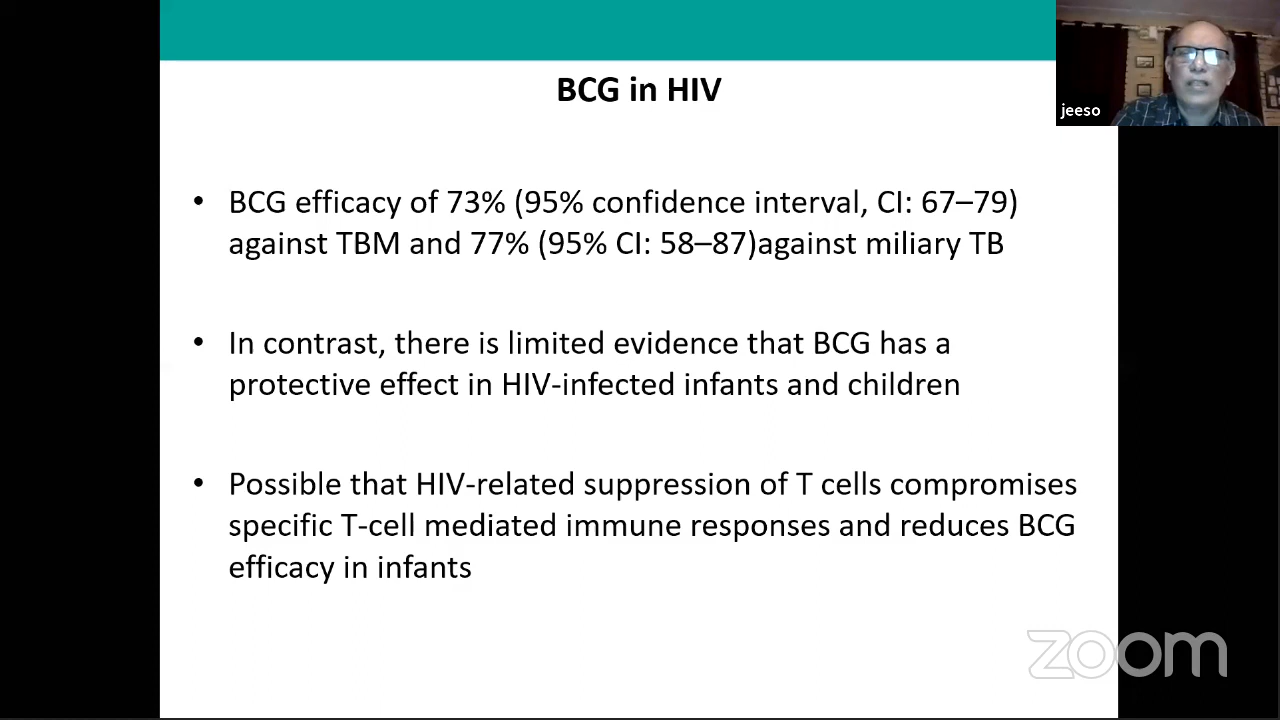 BCG in HIV
jeeso
• BCG efficacy of 73% (95% confidence interval, CI: 67–79)
against TBM and 77% (95% CI: 58–87)against miliary TB
• In contrast, there is limited evidence that BCG has a
protective effect in HIV-infected infants and children
• Possible that HIV-related suppression of T cells compromises
specific T-cell mediated immune responses and reduces BCG
efficacy in infants
zoom